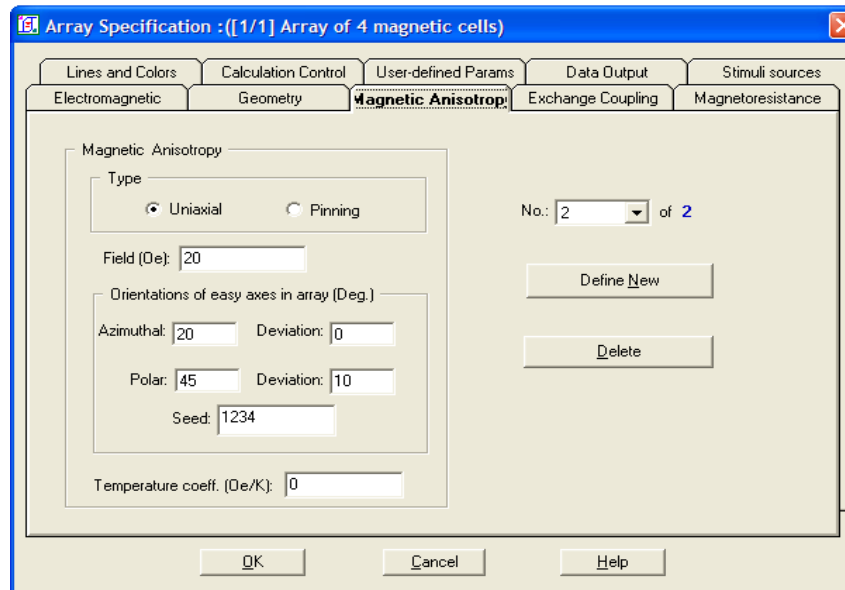 Array Specification :([1/1] Array of 4 magnetic cells)
Lines and Colors Calculation Control User-defined Params Data Output Stimuli sources
Electromagnetic Geometry Magnetic Anisotropy Exchange Coupling Magnetoresistance
Magnetic Anisotropy
Type
Uniaxial Pinning
No.: 2 of 2
Field (Oe): 20
Define New
Orientations of easy axes in array (Deg.)
Azimuthal: 20 Deviation: 0
Delete
Polar: 45 Deviation: 10
Seed: 1234
Temperature coeff. (Oe/K): 0
OK Cancel Help